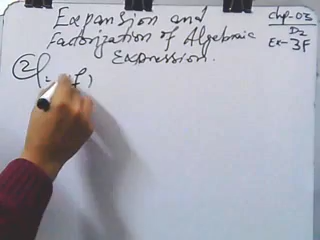 Expansion and
Factorization of Algebraic
Expression.
chp-03
D2
Ex-3F
2
f)